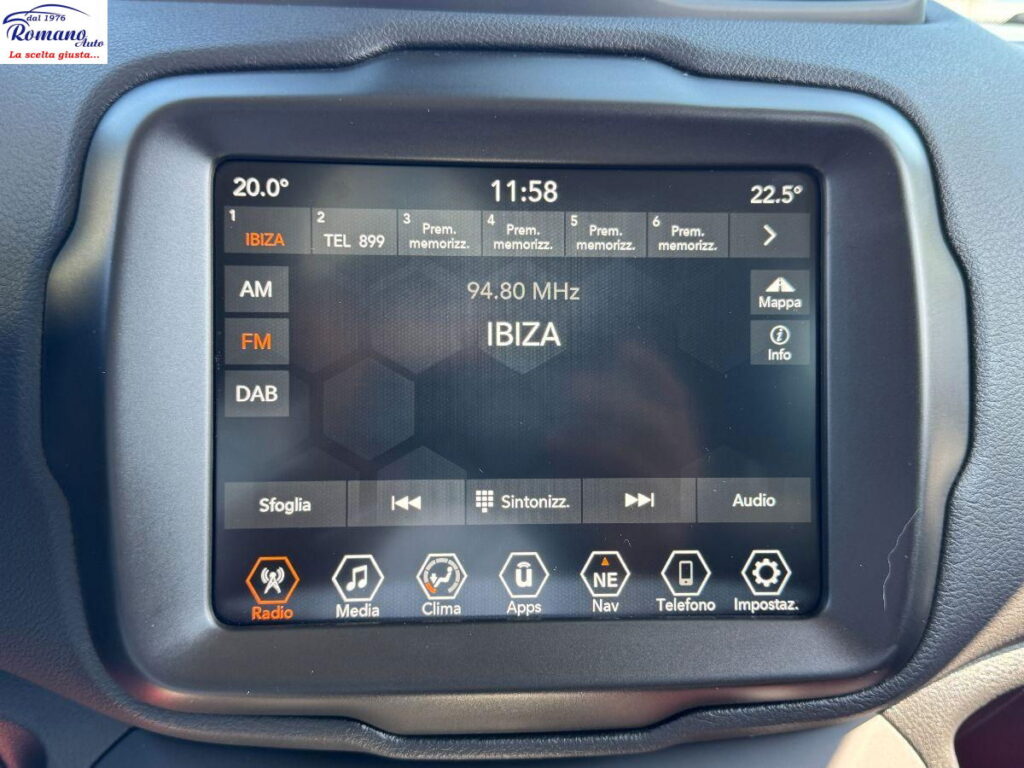 dal 1976
Romano Auto
La scelta giusta...
20.0° 11:58 22.5°
1 IBIZA
2 TEL 899
3 Prem. memorizz.
4 Prem. memorizz.
5 Prem. memorizz.
6 Prem. memorizz.
AM
94.80 MHz
Mappa
FM
IBIZA
Info
DAB
Sfoglia
Sintonizz.
Audio
NE
Radio Media Clima Apps Nav Telefono Impostaz.